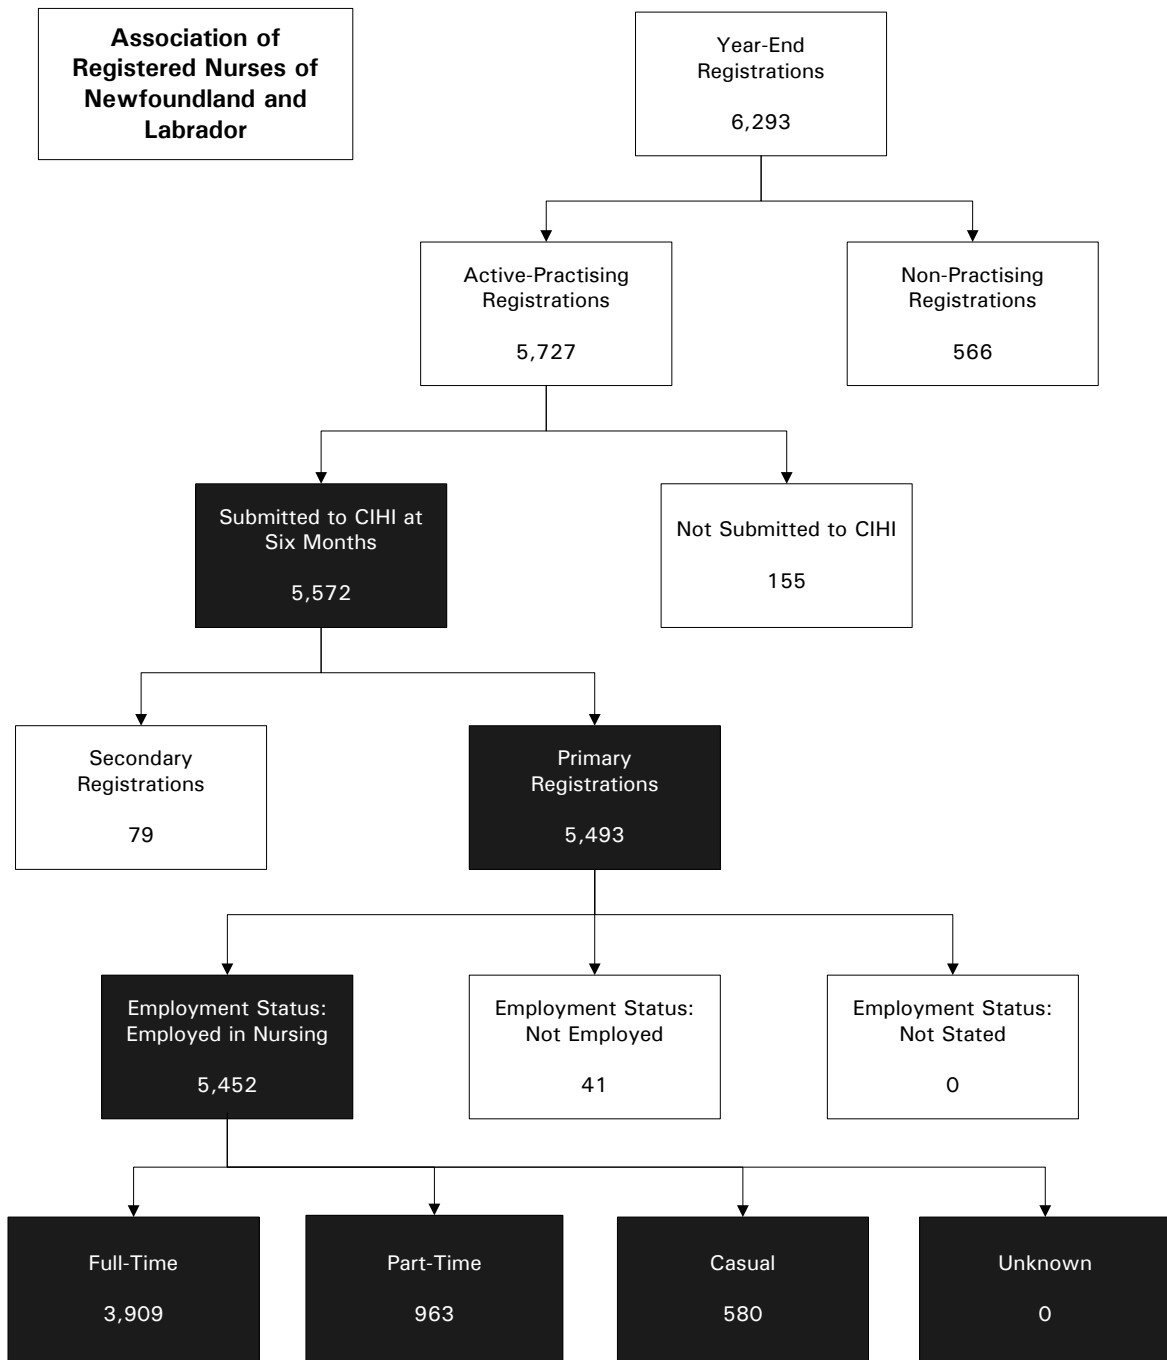 Association of
Registered Nurses of
Newfoundland and
Labrador
Year-End
Registrations
6,293
Active-Practising
Registrations
5,727
Non-Practising
Registrations
566
Submitted to CIHI at
Six Months
5,572
Not Submitted to CIHI
155
Secondary
Registrations
79
Primary
Registrations
5,493
Employment Status:
Employed in Nursing
5,452
Employment Status:
Not Employed
41
Employment Status:
Not Stated
0
Full-Time
3,909
Part-Time
963
Casual
580
Unknown
0